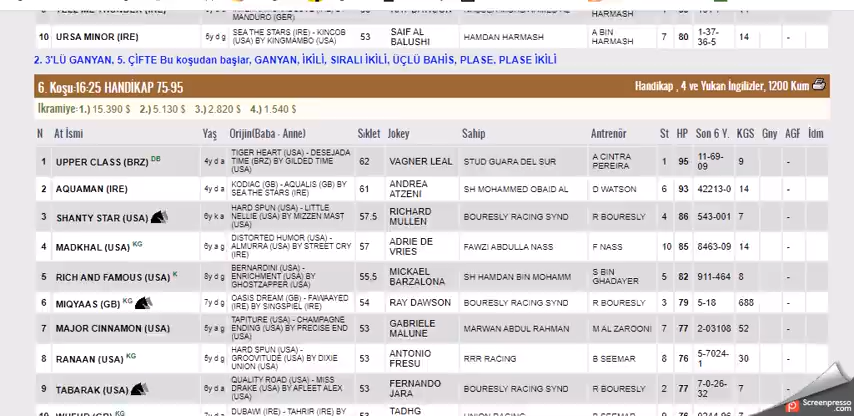 HARMASH
MANDURO (GER)
10 URSA MINOR (IRE) 5y d g SEA THE STARS (IRE) - KINCOB (USA) BY KINGMAMBO (USA) 53 SAIF AL BALUSHI HAMDAN HARMASH A BIN HARMASH 7 80 1-37-36-5 14
2. 3'LÜ GANYAN, 5. ÇİFTE Bu koşudan başlar, GANYAN, İKİLİ, SIRALI İKİLİ, ÜÇLÜ BAHİS, PLASE, PLASE İKİLİ
6. Koşu:16:25 HANDİKAP 75-95 Handikap , 4 ve Yukarı İngilizler, 1200 Kum
İkramiye:1.) 15.390 $ 2.) 5.130 $ 3.) 2.820 $ 4.) 1.540 $
N At İsmi Yaş Orijin(Baba - Anne) Sıklet Jokey Sahip Antrenör St HP Son 6 Y. KGS Gny AGF İdm
1 UPPER CLASS (BRZ) DB 4y d a TIGER HEART (USA) - DESEJADA TIME (BRZ) BY GILDED TIME (USA) 62 VAGNER LEAL STUD GUARA DEL SUR A CINTRA PEREIRA 1 95 11-69-09 9 -
2 AQUAMAN (IRE) 4y d a KODIAC (GB) - AQUALIS (GB) BY SEA THE STARS (IRE) 61 ANDREA ATZENI SH MOHAMMED OBAID AL D WATSON 6 93 42213-0 14 -
3 SHANTY STAR (USA) 6y k a HARD SPUN (USA) - LITTLE NELLIE (USA) BY MIZZEN MAST (USA) 57,5 RICHARD MULLEN BOURESLY RACING SYND R BOURESLY 4 86 543-001 7 -
4 MADKHAL (USA) KG 6y a g DISTORTED HUMOR (USA) - ALMURRA (USA) BY STREET CRY (IRE) 57 ADRIE DE VRIES FAWZI ABDULLA NASS F NASS 10 85 8463-09 14 -
5 RICH AND FAMOUS (USA) K 8y d g BERNARDINI (USA) - ENRICHMENT (USA) BY GHOSTZAPPER (USA) 55,5 MICKAEL BARZALONA SH HAMDAN BIN MOHAMM S BIN GHADAYER 5 82 911-464 8 -
6 MIQYAAS (GB) KG 7y d g OASIS DREAM (GB) - FAWAAYED (IRE) BY SINGSPIEL (IRE) 54 RAY DAWSON BOURESLY RACING SYND R BOURESLY 3 79 5-18 688 -
7 MAJOR CINNAMON (USA) 5y a g TAPITURE (USA) - CHAMPAGNE ENDING (USA) BY PRECISE END (USA) 53 GABRIELE MALUNE MARWAN ABDUL RAHMAN M AL ZAROONI 7 77 2-03108 52 -
8 RANAAN (USA) KG 5y d g HARD SPUN (USA) - GROOVITUDE (USA) BY DIXIE UNION (USA) 53 ANTONIO FRESU RRR RACING B SEEMAR 8 76 5-7024-1 30 -
9 TABARAK (USA) 8y d a QUALITY ROAD (USA) - MISS DRAKE (USA) BY AFLEET ALEX (USA) 53 FERNANDO JARA BOURESLY RACING SYND R BOURESLY 2 77 7-0-26-32 7 -
DUBAWI (IRE) - TAHRIR (IRE) BY TADHG
Screenpresso
.com